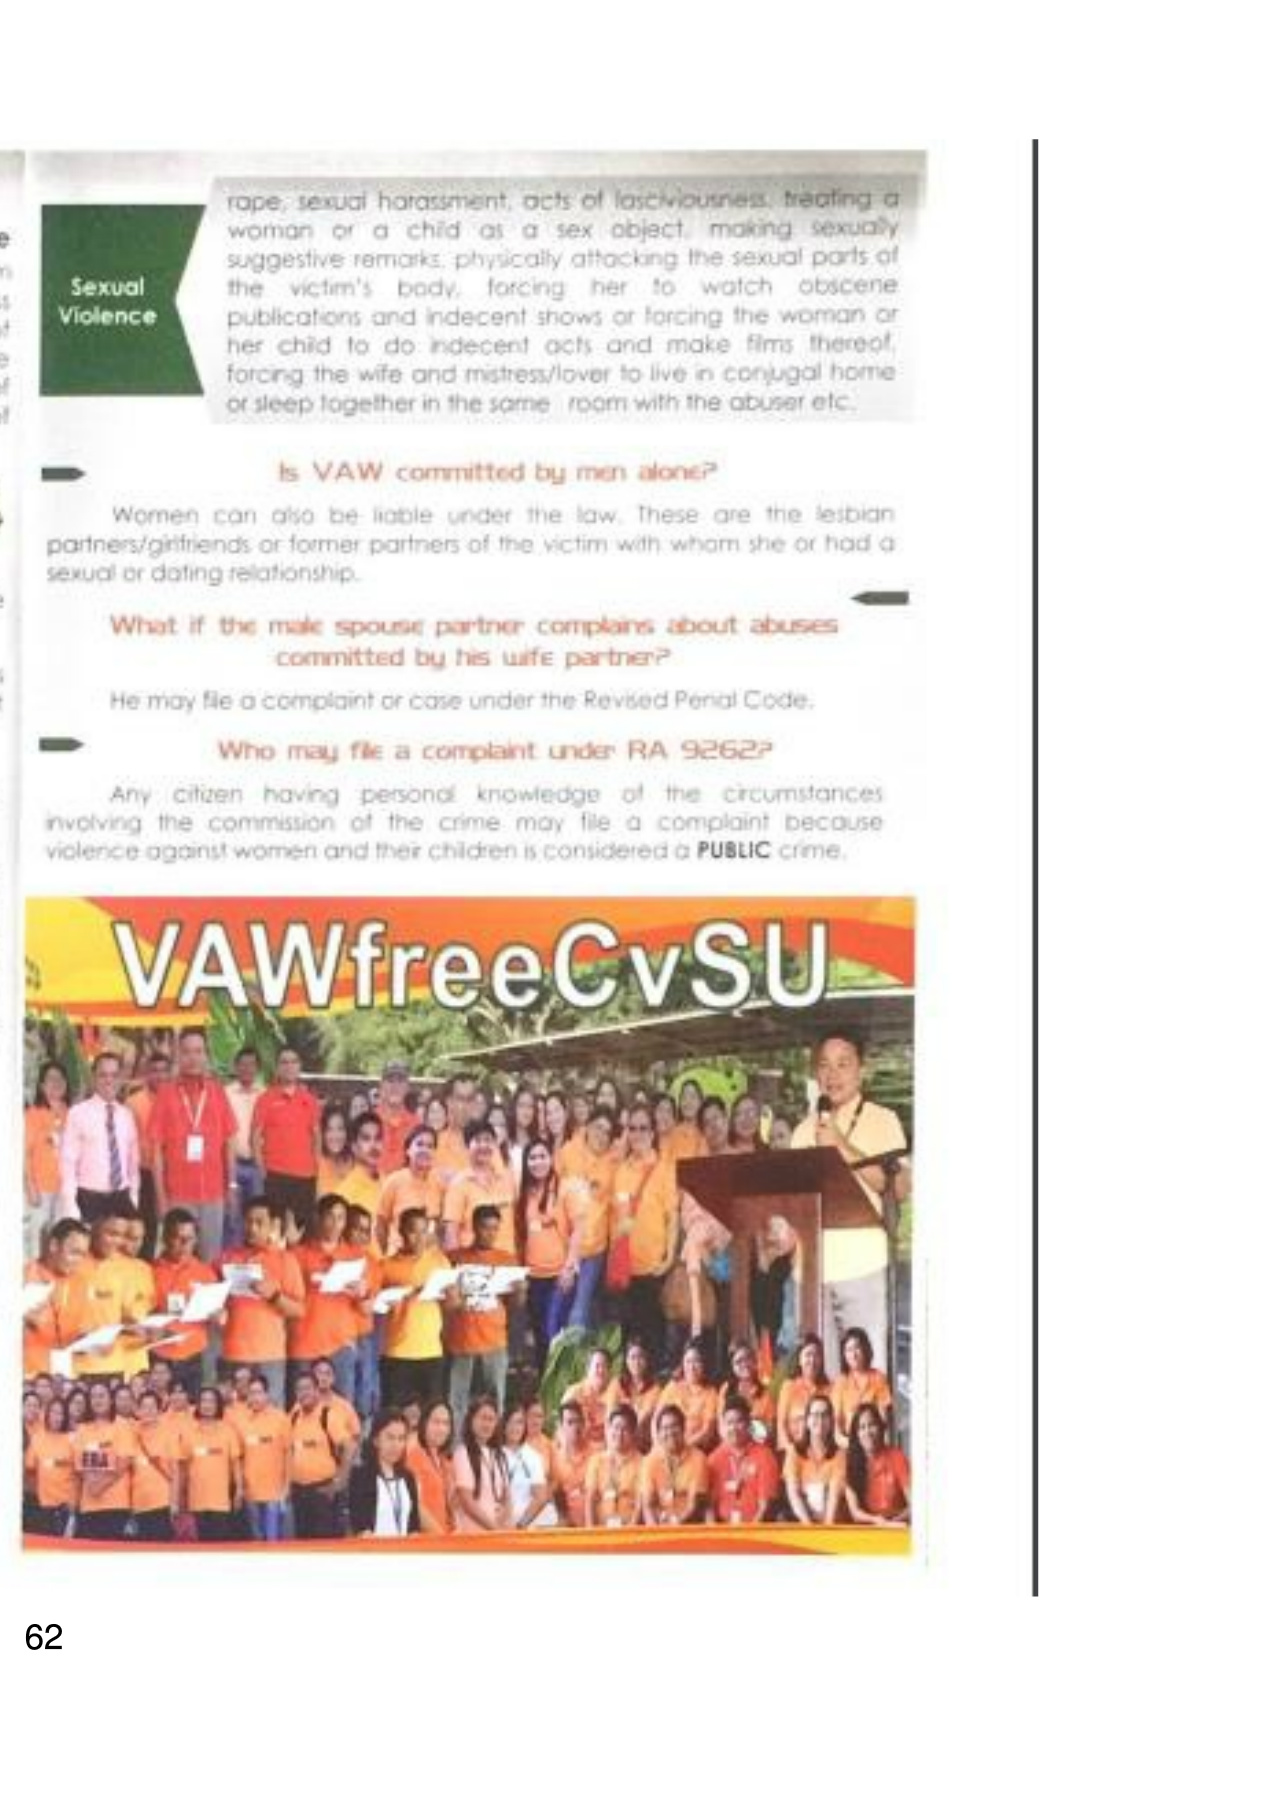 Sexual
Violence
rape, sexual harassment, acts of lasciviousness, treating a
woman or a child as a sex object, making sexually
suggestive remarks, physically attacking the sexual parts of
the victim's body, forcing her to watch obscene
publications and indecent shows or forcing the woman or
her child to do indecent acts and make films thereof,
forcing the wife and mistress/lover to live in conjugal home
or sleep together in the same room with the abuser etc.
Is VAW committed by men alone?
Women can also be liable under the law. These are the lesbian
partners/girlfriends or former partners of the victim with whom she or had a
sexual or dating relationship.
What if the male spouse partner complains about abuses
committed by his wife partner?
He may file a complaint or case under the Revised Penal Code.
Who may file a complaint under RA 9262?
Any citizen having personal knowledge of the circumstances
involving the commission of the crime may file a complaint because
violence against women and their children is considered a PUBLIC crime.
VAWfreeCvSU
ERA
62